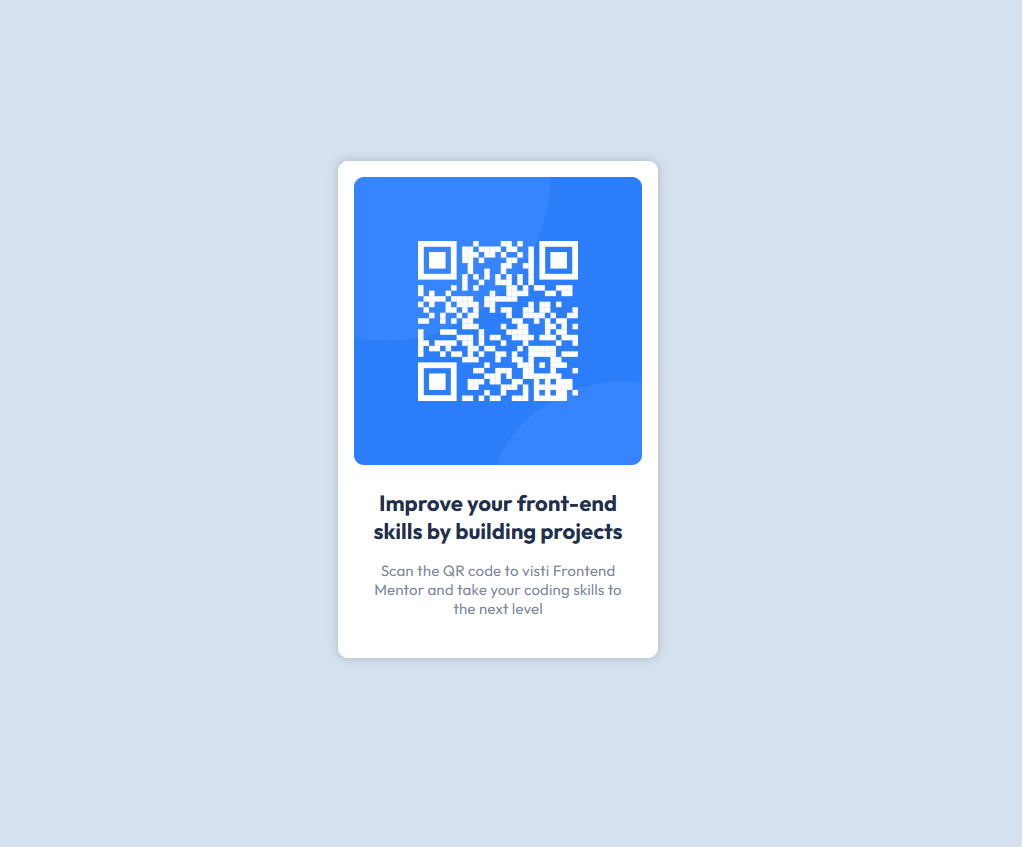 Improve your front-end
skills by building projects
Scan the QR code to visti Frontend
Mentor and take your coding skills to
the next level